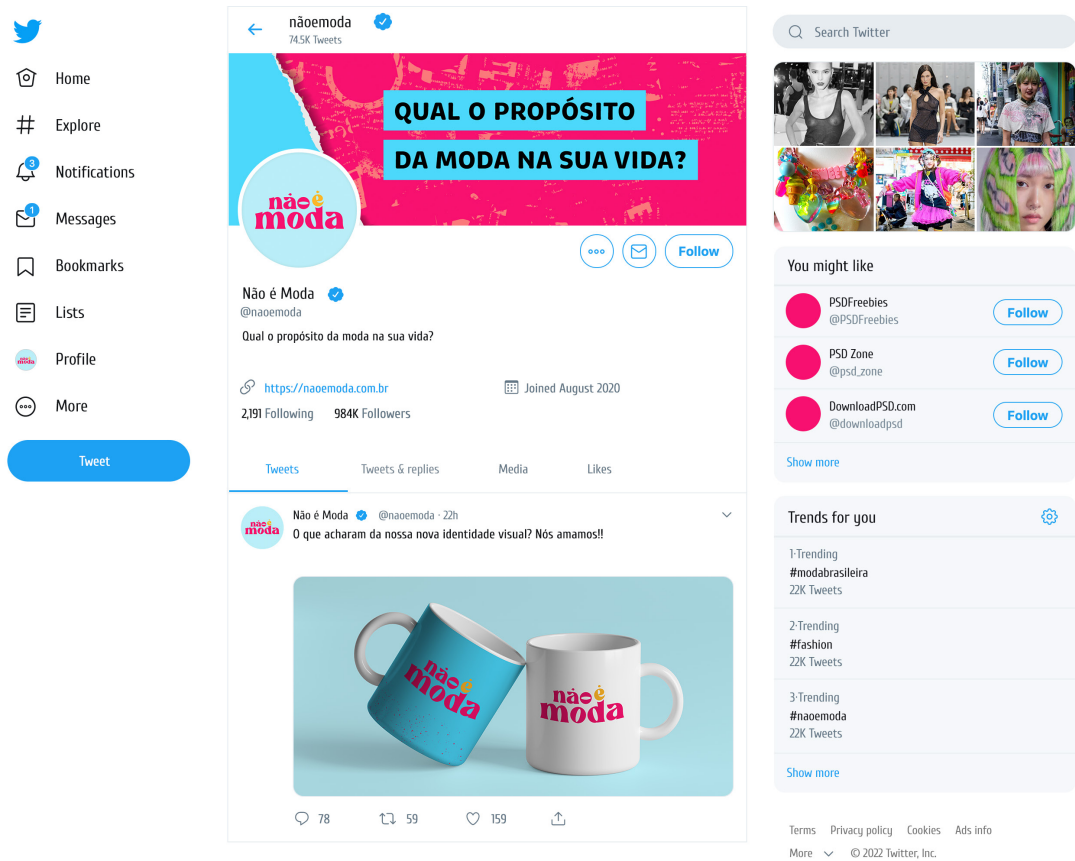 Home
Explore
3
Notifications
1
Messages
Bookmarks
Lists
não é
moda
Profile
More
Tweet
nãoemoda
74.5K Tweets
QUAL O PROPÓSITO
DA MODA NA SUA VIDA?
não é
moda
Follow
Não é Moda
@naoemoda
Qual o propósito da moda na sua vida?
https://naoemoda.com.br
Joined August 2020
2,191 Following 984K Followers
Tweets Tweets & replies Media Likes
não é
moda
Não é Moda @naoemoda · 22h
O que acharam da nossa nova identidade visual? Nós amamos!!
não é
moda
não é
moda
78 59 159
Search Twitter
You might like
PSDFreebies
@PSDFreebies
Follow
PSD Zone
@psd_zone
Follow
DownloadPSD.com
@downloadpsd
Follow
Show more
Trends for you
1·Trending
#modabrasileira
22K Tweets
2·Trending
#fashion
22K Tweets
3·Trending
#naoemoda
22K Tweets
Show more
Terms Privacy policy Cookies Ads info
More © 2022 Twitter, Inc.